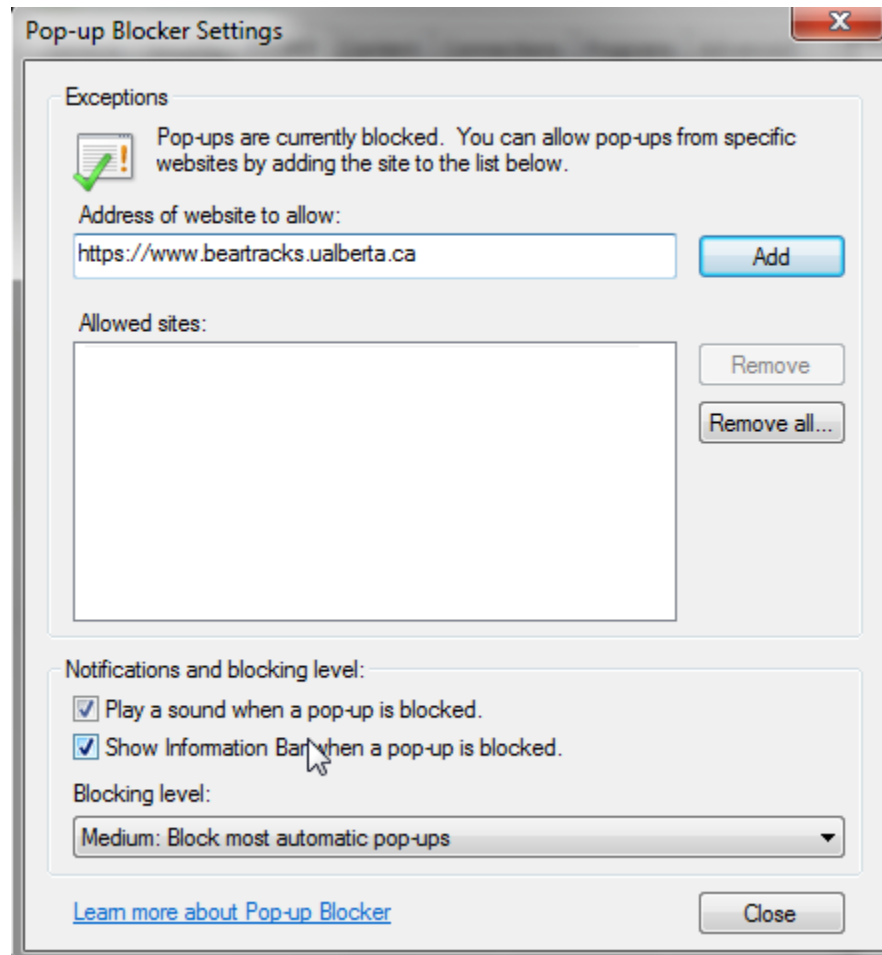 Pop-up Blocker Settings
Exceptions
Pop-ups are currently blocked. You can allow pop-ups from specific
websites by adding the site to the list below.
Address of website to allow:
https://www.beartracks.ualberta.ca
Add
Allowed sites:
Remove
Remove all...
Notifications and blocking level:
Play a sound when a pop-up is blocked.
Show Information Bar when a pop-up is blocked.
Blocking level:
Medium: Block most automatic pop-ups
Learn more about Pop-up Blocker
Close